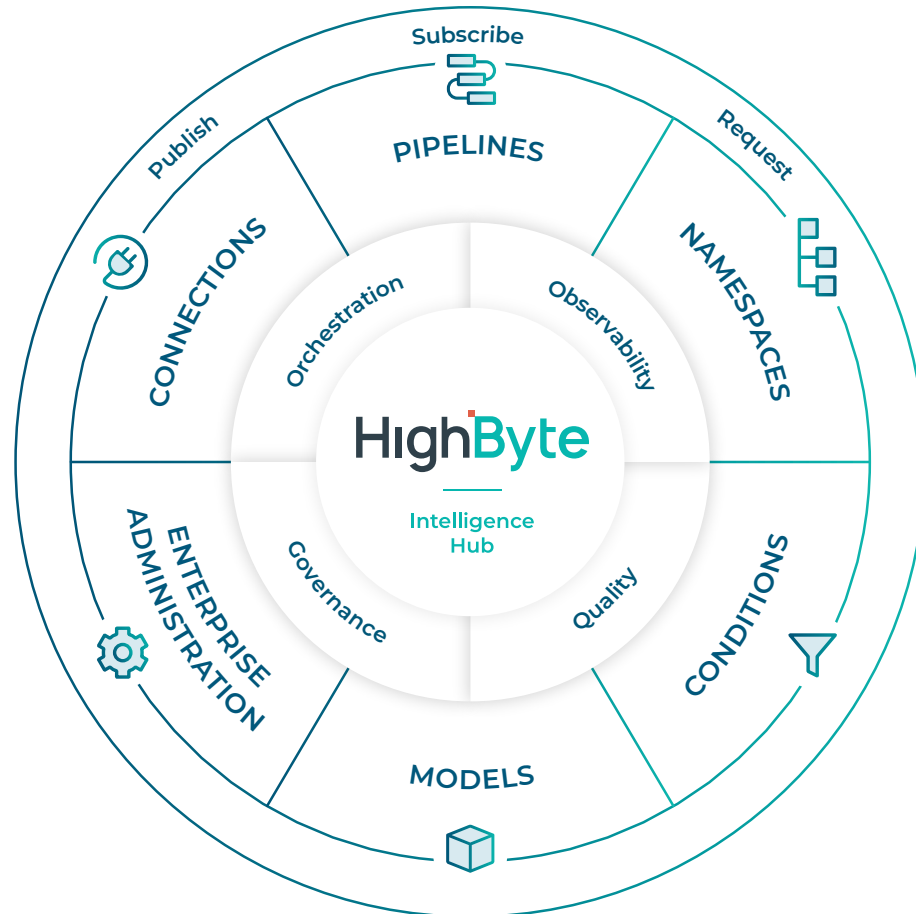 Subscribe
Publish
Request
PIPELINES
CONNECTIONS
NAMESPACES
Orchestration
Observability
HighByte
Intelligence
Hub
ENTERPRISE
ADMINISTRATION
Governance
Quality
CONDITIONS
MODELS